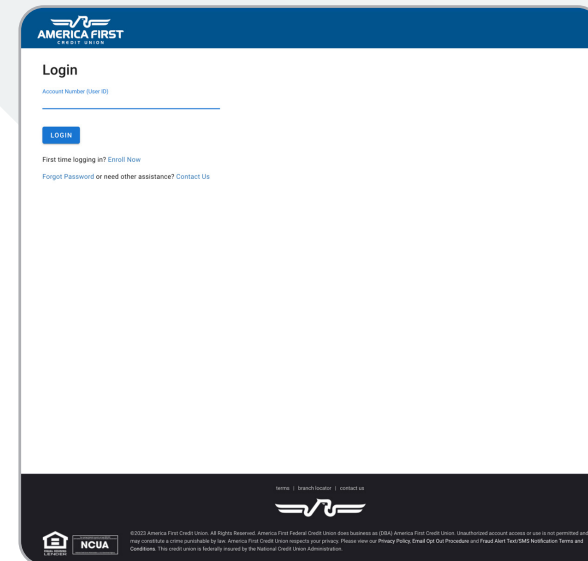 AMERICA FIRST
CREDIT UNION
Login
Account Number (User ID)
LOGIN
First time logging in? Enroll Now
Forgot Password or need other assistance? Contact Us
terms | branch locator | contact us
NCUA
©2023 America First Credit Union. All Rights Reserved. America First Federal Credit Union does business as (DBA) America First Credit Union. Unauthorized account access or use is not permitted and
may constitute a crime punishable by law. America First Credit Union respects your privacy. Please view our Privacy Policy, Email Opt Out Procedure and Fraud Alert Text/SMS Notification Terms and
Conditions. This credit union is federally insured by the National Credit Union Administration.
LENDER